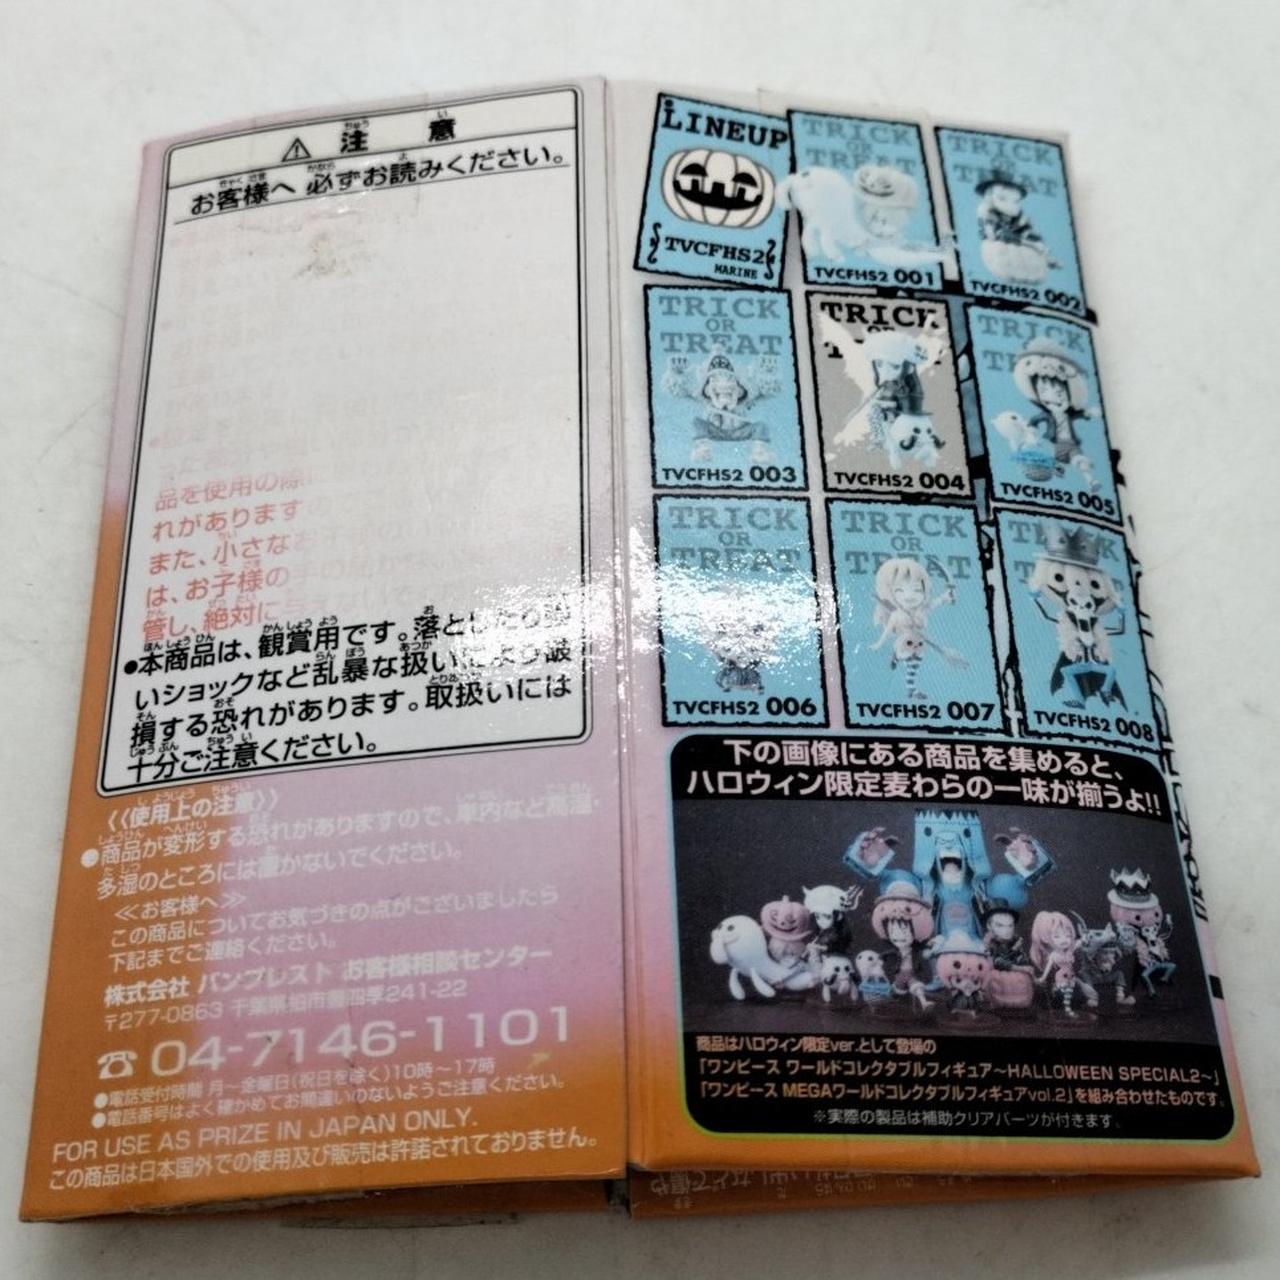 注意
お客様へ 必ずお読みください。
品を使用の際に
れがあります
また、小さなお子
は、お子様の手の
管し、絶対に
●本商品は、観賞用です。落としたり強
いショックなど乱暴な扱いにより破
損する恐れがあります。取扱いには
十分ご注意ください。
《使用上の注意》
●商品が変形する恐れがありますので、車内など高温・
多湿のところには置かないでください。
≪お客様へ≫
この商品についてお気づきの点がございましたら
下記までご連絡ください。
株式会社 バンプレスト お客様相談センター
〒277-0863 千葉県柏市豊四季241-22
☎04-7146-1101
●電話受付時間 月～金曜日(祝日を除く)10時～17時
●電話番号はよく確かめてお間違いのないようご注意ください。
FOR USE AS PRIZE IN JAPAN ONLY.
この商品は日本国外での使用及び販売は許諾されておりません。
LINEUP
TVCFHS2
MARINE
TRICK
OR
TREAT
TVCFHS2 001
TRICK
OR
TREAT
TVCFHS2 002
TRICK
OR
TREAT
TVCFHS2 003
TRICK
OR
TVCFHS2 004
TRICK
TVCFHS2 005
TRICK
OR
TREAT
TVCFHS2 006
TRICK
OR
TREAT
TVCFHS2 007
TVCFHS2 008
下の画像にある商品を集めると、
ハロウィン限定麦わらの一味が揃うよ!!
商品はハロウィン限定ver.として登場の
「ワンピース ワールドコレクタブルフィギュア～HALLOWEEN SPECIAL2～」
「ワンピース MEGAワールドコレクタブルフィギュアvol.2」を組み合わせたものです。
※実際の製品は補助クリアパーツが付きます。